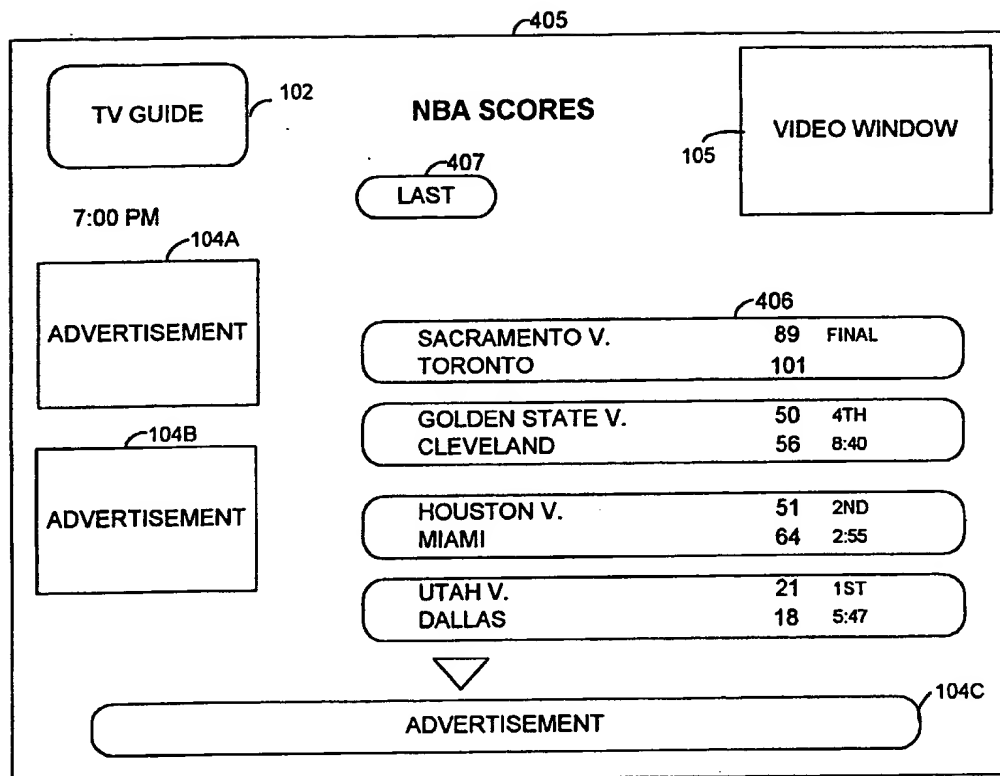 405
TV GUIDE
102
NBA SCORES
VIDEO WINDOW
105
407
LAST
7:00 PM
104A
ADVERTISEMENT
406
SACRAMENTO V. 89 FINAL
TORONTO 101
GOLDEN STATE V. 50 4TH
CLEVELAND 56 8:40
104B
ADVERTISEMENT
HOUSTON V. 51 2ND
MIAMI 64 2:55
UTAH V. 21 1ST
DALLAS 18 5:47
104C
ADVERTISEMENT